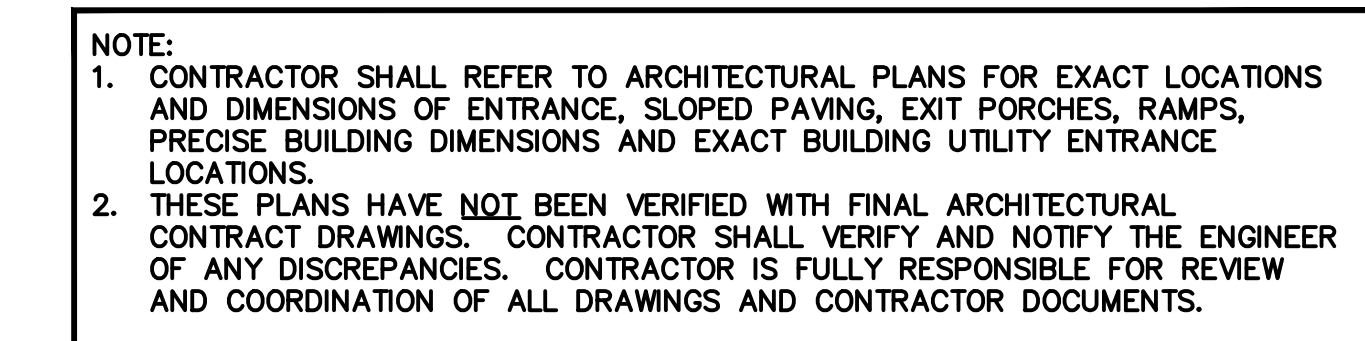 NOTE:
1. CONTRACTOR SHALL REFER TO ARCHITECTURAL PLANS FOR EXACT LOCATIONS
AND DIMENSIONS OF ENTRANCE, SLOPED PAVING, EXIT PORCHES, RAMPS,
PRECISE BUILDING DIMENSIONS AND EXACT BUILDING UTILITY ENTRANCE
LOCATIONS.
2. THESE PLANS HAVE NOT BEEN VERIFIED WITH FINAL ARCHITECTURAL
CONTRACT DRAWINGS. CONTRACTOR SHALL VERIFY AND NOTIFY THE ENGINEER
OF ANY DISCREPANCIES. CONTRACTOR IS FULLY RESPONSIBLE FOR REVIEW
AND COORDINATION OF ALL DRAWINGS AND CONTRACTOR DOCUMENTS.